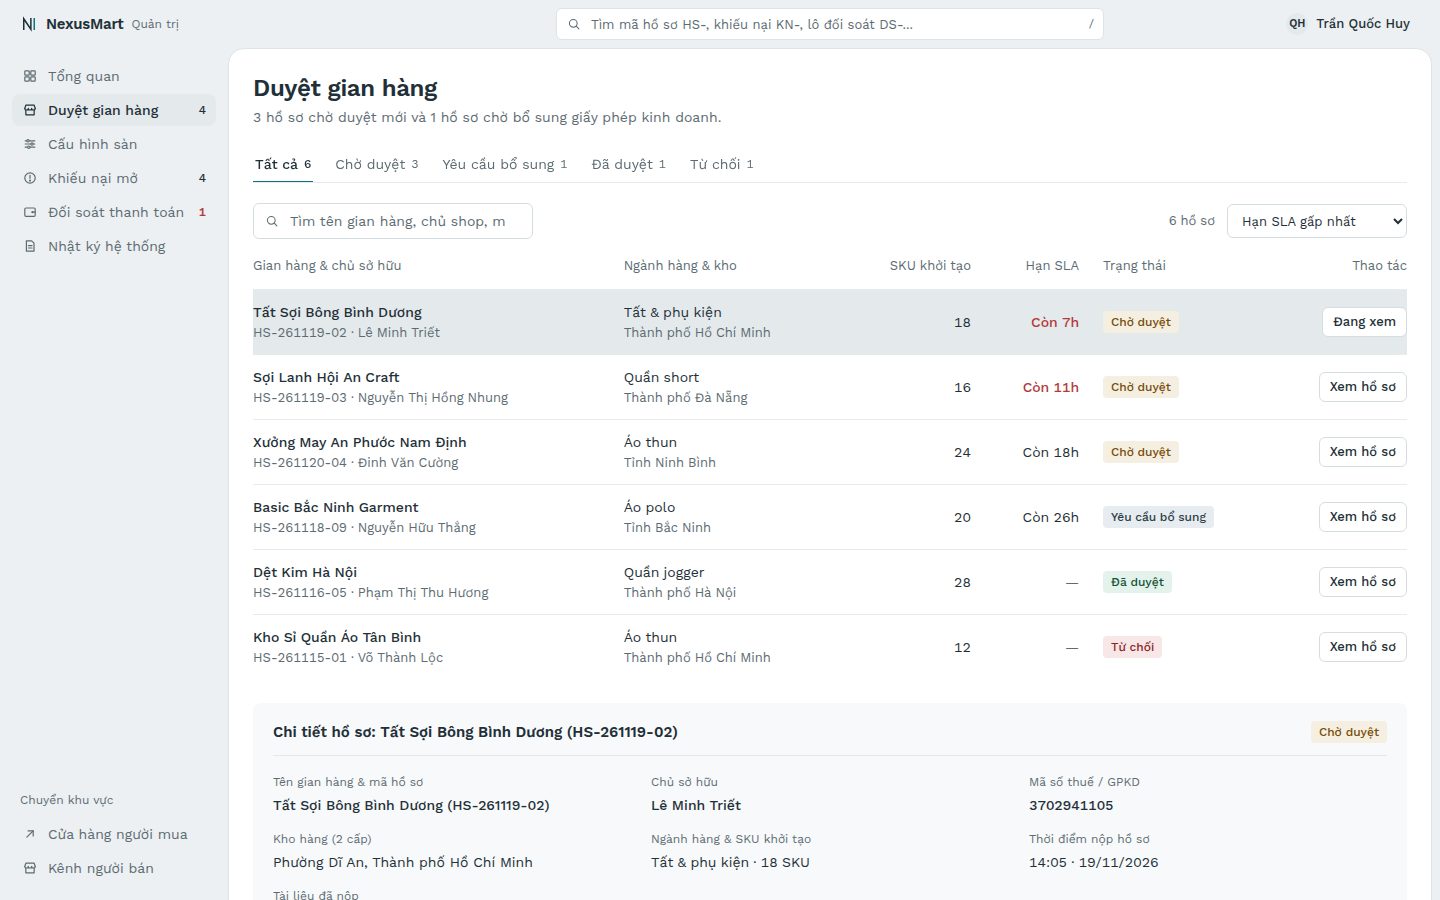 NexusMart Quản trị
Tìm mã hồ sơ HS-, khiếu nại KN-, lô đối soát DS-...
/
QH Trần Quốc Huy
Tổng quan
Duyệt gian hàng 4
Cấu hình sàn
Khiếu nại mở 4
Đối soát thanh toán 1
Nhật ký hệ thống
Chuyển khu vực
Cửa hàng người mua
Kênh người bán
Duyệt gian hàng
3 hồ sơ chờ duyệt mới và 1 hồ sơ chờ bổ sung giấy phép kinh doanh.
Tất cả 6 Chờ duyệt 3 Yêu cầu bổ sung 1 Đã duyệt 1 Từ chối 1
Tìm tên gian hàng, chủ shop, m
6 hồ sơ Hạn SLA gấp nhất
Gian hàng & chủ sở hữu Ngành hàng & kho SKU khởi tạo Hạn SLA Trạng thái Thao tác
Tất Sợi Bông Bình Dương Tất & phụ kiện 18 Còn 7h Chờ duyệt Đang xem
HS-261119-02 · Lê Minh Triết Thành phố Hồ Chí Minh
Sợi Lanh Hội An Craft Quần short 16 Còn 11h Chờ duyệt Xem hồ sơ
HS-261119-03 · Nguyễn Thị Hồng Nhung Thành phố Đà Nẵng
Xưởng May An Phước Nam Định Áo thun 24 Còn 18h Chờ duyệt Xem hồ sơ
HS-261120-04 · Đinh Văn Cường Tỉnh Ninh Bình
Basic Bắc Ninh Garment Áo polo 20 Còn 26h Yêu cầu bổ sung Xem hồ sơ
HS-261118-09 · Nguyễn Hữu Thắng Tỉnh Bắc Ninh
Dệt Kim Hà Nội Quần jogger 28 — Đã duyệt Xem hồ sơ
HS-261116-05 · Phạm Thị Thu Hương Thành phố Hà Nội
Kho Sỉ Quần Áo Tân Bình Áo thun 12 — Từ chối Xem hồ sơ
HS-261115-01 · Võ Thành Lộc Thành phố Hồ Chí Minh
Chi tiết hồ sơ: Tất Sợi Bông Bình Dương (HS-261119-02) Chờ duyệt
Tên gian hàng & mã hồ sơ Chủ sở hữu Mã số thuế / GPKD
Tất Sợi Bông Bình Dương (HS-261119-02) Lê Minh Triết 3702941105
Kho hàng (2 cấp) Ngành hàng & SKU khởi tạo Thời điểm nộp hồ sơ
Phường Dĩ An, Thành phố Hồ Chí Minh Tất & phụ kiện · 18 SKU 14:05 · 19/11/2026
Tài liệu đã nộp